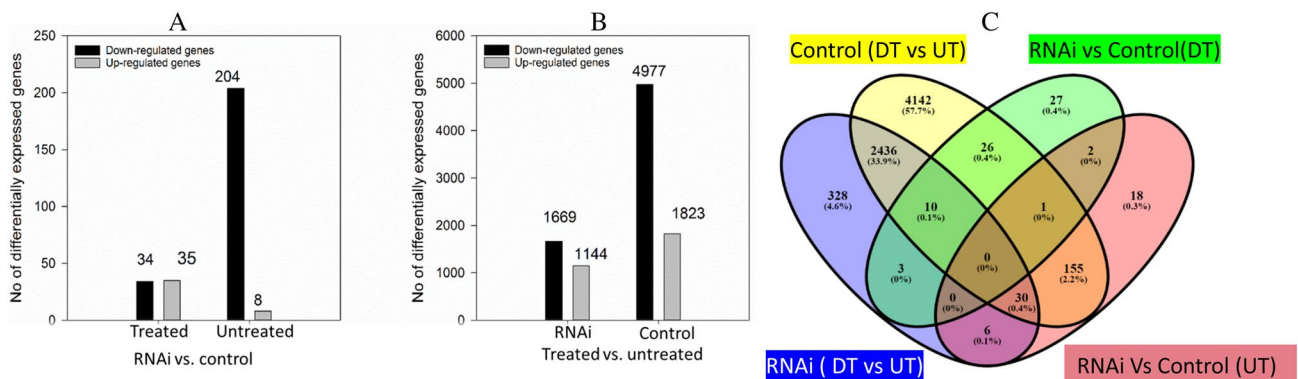 A
No of differentially expressed genes
250
200
150
100
50
0
Down-regulated genes
Up-regulated genes
204
34
35
8
Treated
Untreated
RNAi vs. control
B
No of differentially expressed genes
6000
5000
4000
3000
2000
1000
0
Down-regulated genes
Up-regulated genes
4977
1669
1144
1823
RNAi
Control
Treated vs. untreated
C
Control (DT vs UT)
RNAi vs Control(DT)
4142
(57.7%)
27
(0.4%)
2436
(33.9%)
26
(0.4%)
2
(0%)
328
(4.6%)
18
(0.3%)
10
(0.1%)
1
(0%)
0
(0%)
3
(0%)
155
(2.2%)
0
(0%)
30
(0.4%)
6
(0.1%)
RNAi ( DT vs UT)
RNAi Vs Control (UT)